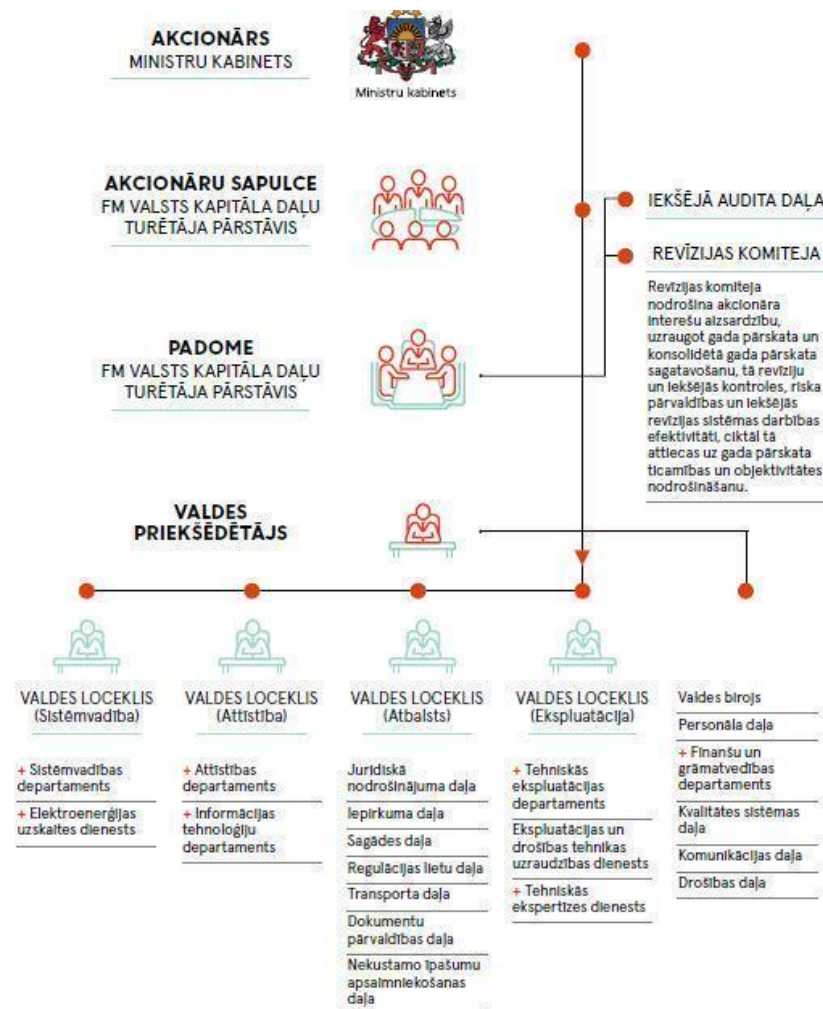 AKCIONĀRS
MINISTRU KABINETS
Ministru kabinets
AKCIONĀRU SAPULCE
FM VALSTS KAPITĀLA DAĻU
TURĒTĀJA PĀRSTĀVIS
IEKŠĒJĀ AUDITA DAĻA
REVĪZIJAS KOMITEJA
Revīzijas komiteja
nodrošina akcionāra
interešu aizsardzību,
uzraugot gada pārskata un
konsolidētā gada pārskata
sagatavošanu, tā revīziju
un iekšējās kontroles, riska
pārvaldības un iekšējās
revīzijas sistēmas darbības
efektivitāti, ciktāl tā
attiecas uz gada pārskata
ticamības un objektivitātes
nodrošināšanu.
PADOME
FM VALSTS KAPITĀLA DAĻU
TURĒTĀJA PĀRSTĀVIS
VALDES
PRIEKŠĒDĒTĀJS
VALDES LOCEKLIS
(Sistēmvadība)
+ Sistēmvadības
departaments
+ Elektroenerģijas
uzskaites dienests
VALDES LOCEKLIS
(Attīstība)
+ Attīstības
departaments
+ Informācijas
tehnoloģiju
departaments
VALDES LOCEKLIS
(Atbalsts)
Juridiskā
nodrošinājuma daļa
Iepirkuma daļa
Sagādes daļa
Regulācijas lietu daļa
Transporta daļa
Dokumentu
pārvaldības daļa
Nekustamo īpašumu
apsaimniekošanas
daļa
VALDES LOCEKLIS
(Ekspluatācija)
+ Tehniskās
ekspluatācijas
departaments
Ekspluatācijas un
drošības tehnikas
uzraudzības dienests
+ Tehniskās
ekspertīzes dienests
Valdes birojs
Personāla daļa
+ Finanšu un
grāmatvedības
departaments
Kvalitātes sistēmas
daļa
Komunikācijas daļa
Drošības daļa